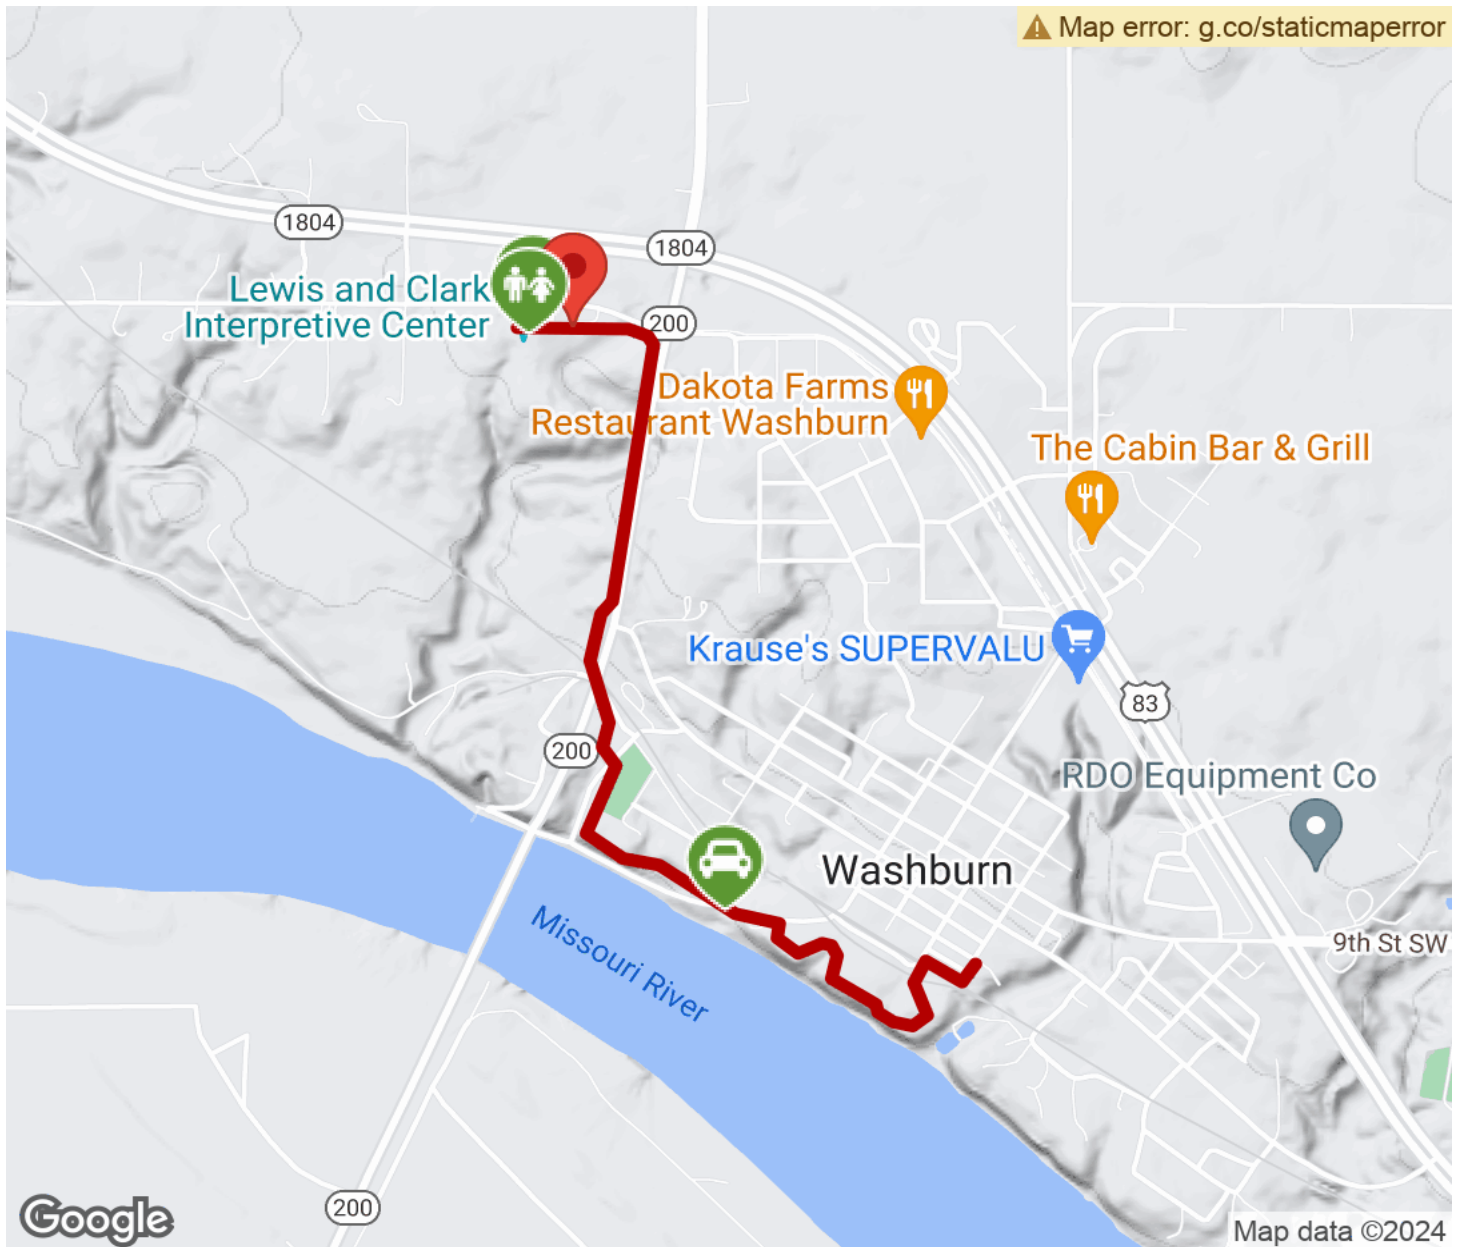 Map error: g.co/staticmaperror
1804
1804
Lewis and Clark
Interpretive Center
200
Dakota Farms
Restaurant Washburn
The Cabin Bar & Grill
Krause's SUPERVALU
83
200
RDO Equipment Co
Washburn
9th St SW
Missouri River
200
Google
Map data ©2024